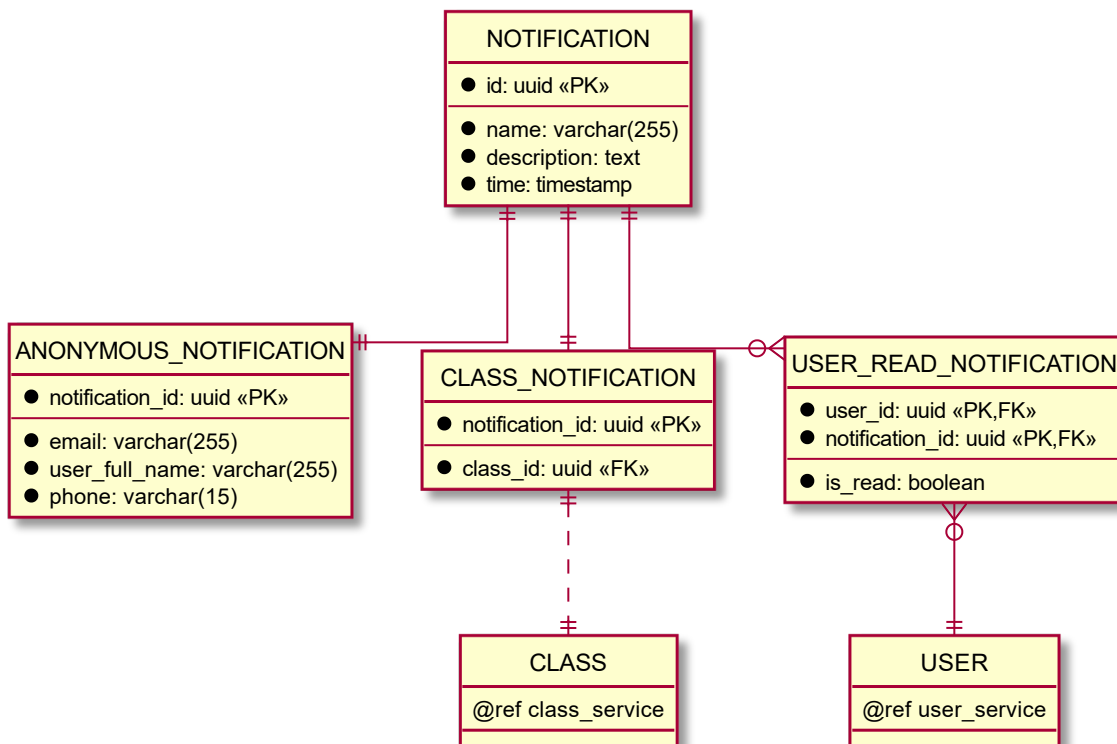 NOTIFICATION
● id: uuid «PK»
● name: varchar(255)
● description: text
● time: timestamp
ANONYMOUS_NOTIFICATION
● notification_id: uuid «PK»
● email: varchar(255)
● user_full_name: varchar(255)
● phone: varchar(15)
CLASS_NOTIFICATION
● notification_id: uuid «PK»
● class_id: uuid «FK»
USER_READ_NOTIFICATION
● user_id: uuid «PK,FK»
● notification_id: uuid «PK,FK»
● is_read: boolean
CLASS
@ref class_service
USER
@ref user_service